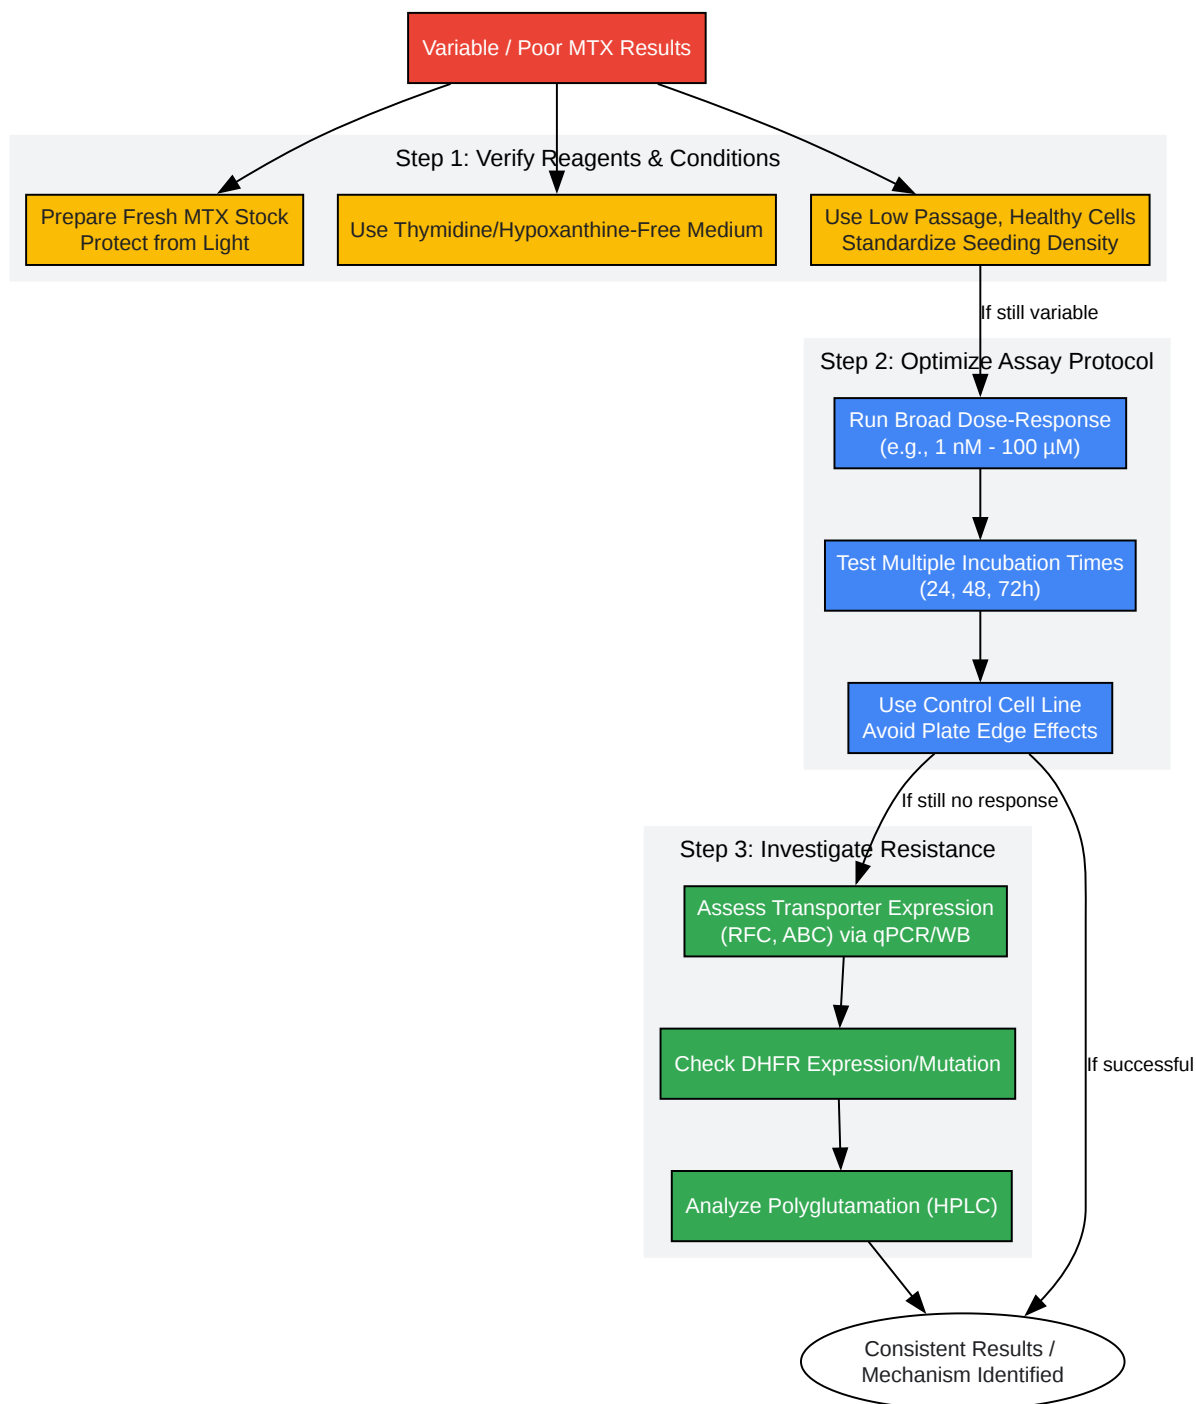 Variable / Poor MTX Results
Step 1: Verify Reagents & Conditions
Prepare Fresh MTX Stock
Protect from Light
Use Thymidine/Hypoxanthine-Free Medium
Use Low Passage, Healthy Cells
Standardize Seeding Density
If still variable
Step 2: Optimize Assay Protocol
Run Broad Dose-Response
(e.g., 1 nM - 100 µM)
Test Multiple Incubation Times
(24, 48, 72h)
Use Control Cell Line
Avoid Plate Edge Effects
If still no response
Step 3: Investigate Resistance
Assess Transporter Expression
(RFC, ABC) via qPCR/WB
Check DHFR Expression/Mutation
If successful
Analyze Polyglutamation (HPLC)
Consistent Results /
Mechanism Identified